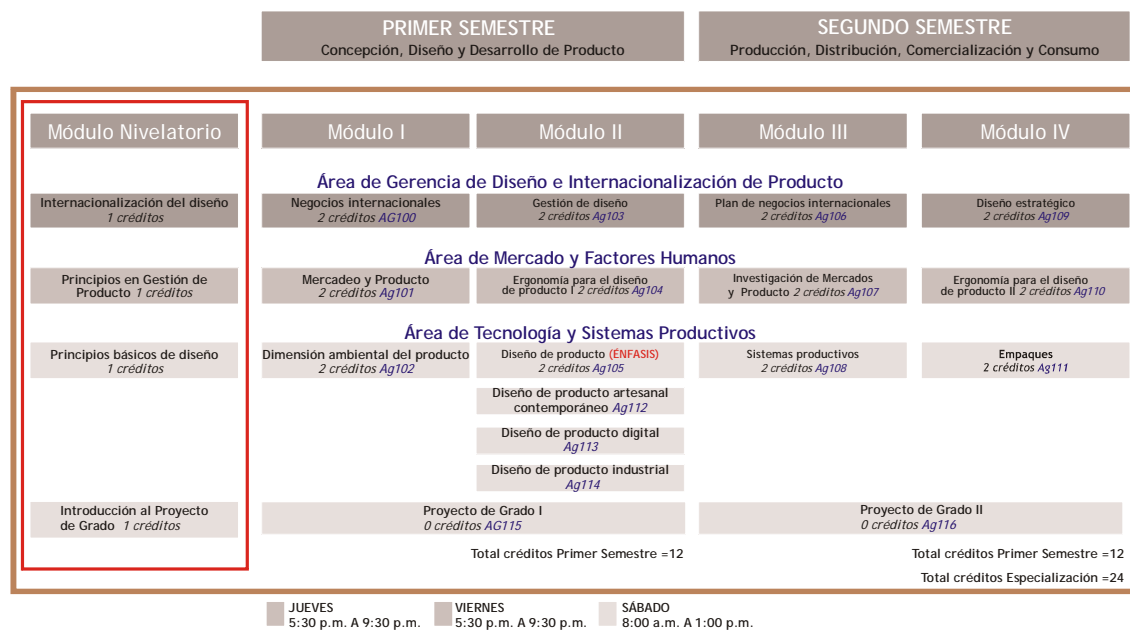 PRIMER SEMESTRE
Concepción, Diseño y Desarrollo de Producto
SEGUNDO SEMESTRE
Producción, Distribución, Comercialización y Consumo
Módulo Nivelatorio
Módulo I
Módulo II
Módulo III
Módulo IV
Área de Gerencia de Diseño e Internacionalización de Producto
Internacionalización del diseño
1 créditos
Negocios internacionales
2 créditos AG100
Gestión de diseño
2 créditos Ag103
Plan de negocios internacionales
2 créditos Ag106
Diseño estratégico
2 créditos Ag109
Área de Mercado y Factores Humanos
Principios en Gestión de
Producto 1 créditos
Mercadeo y Producto
2 créditos Ag101
Ergonomía para el diseño
de producto I 2 créditos Ag104
Investigación de Mercados
y Producto 2 créditos Ag107
Ergonomía para el diseño
de producto II 2 créditos Ag110
Área de Tecnología y Sistemas Productivos
Principios básicos de diseño
1 créditos
Dimensión ambiental del producto
2 créditos Ag102
Diseño de producto (ÉNFASIS)
2 créditos Ag105
Sistemas productivos
2 créditos Ag108
Empaques
2 créditos Ag111
Diseño de producto artesanal
contemporáneo Ag112
Diseño de producto digital
Ag113
Diseño de producto industrial
Ag114
Introducción al Proyecto
de Grado 1 créditos
Proyecto de Grado I
0 créditos AG115
Proyecto de Grado II
0 créditos Ag116
Total créditos Primer Semestre =12
Total créditos Primer Semestre =12
Total créditos Especialización =24
JUEVES
5:30 p.m. A 9:30 p.m.
VIERNES
5:30 p.m. A 9:30 p.m.
SÁBADO
8:00 a.m. A 1:00 p.m.